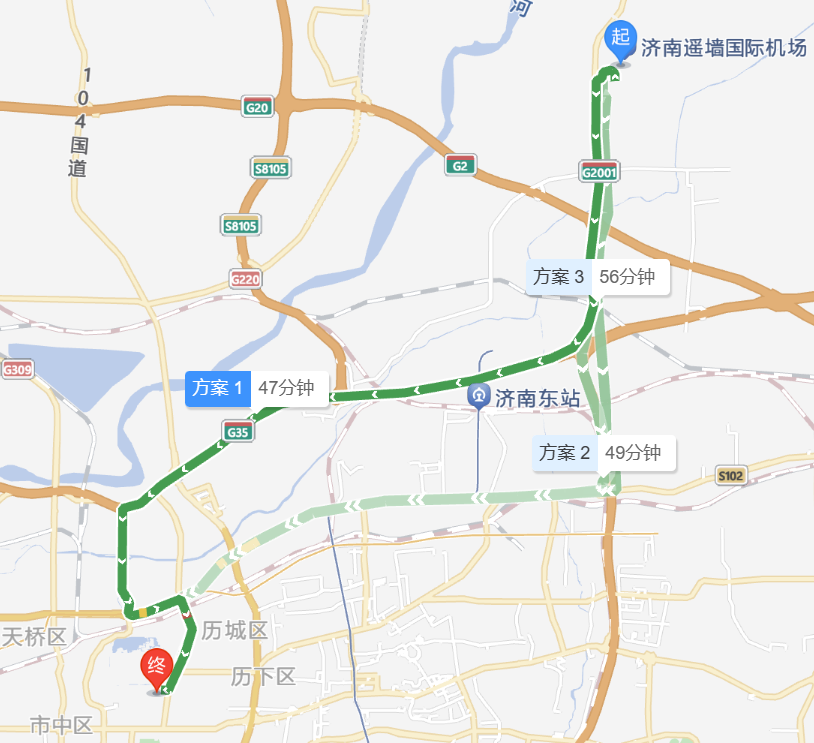 河
起
济南遥墙国际机场
104国道
G20
S8105
G2
G2001
S8105
G220
方案 3 56分钟
G309
方案 1 47分钟
济南东站
G35
方案 2 49分钟
S102
天桥区
历城区
终
历下区
市中区